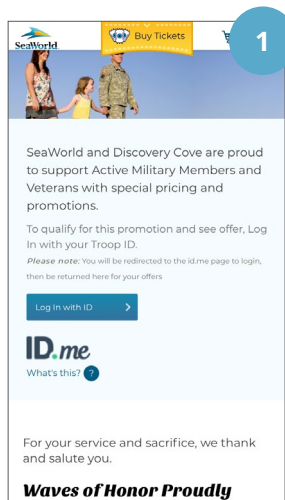 SeaWorld
Buy Tickets
1
SeaWorld and Discovery Cove are proud
to support Active Military Members and
Veterans with special pricing and
promotions.
To qualify for this promotion and see offer, Log
In with your Troop ID.
Please note: You will be redirected to the id.me page to login,
then be returned here for your offers
Log In with ID
ID.me
What's this? ?
For your service and sacrifice, we thank
and salute you.
Waves of Honor Proudly